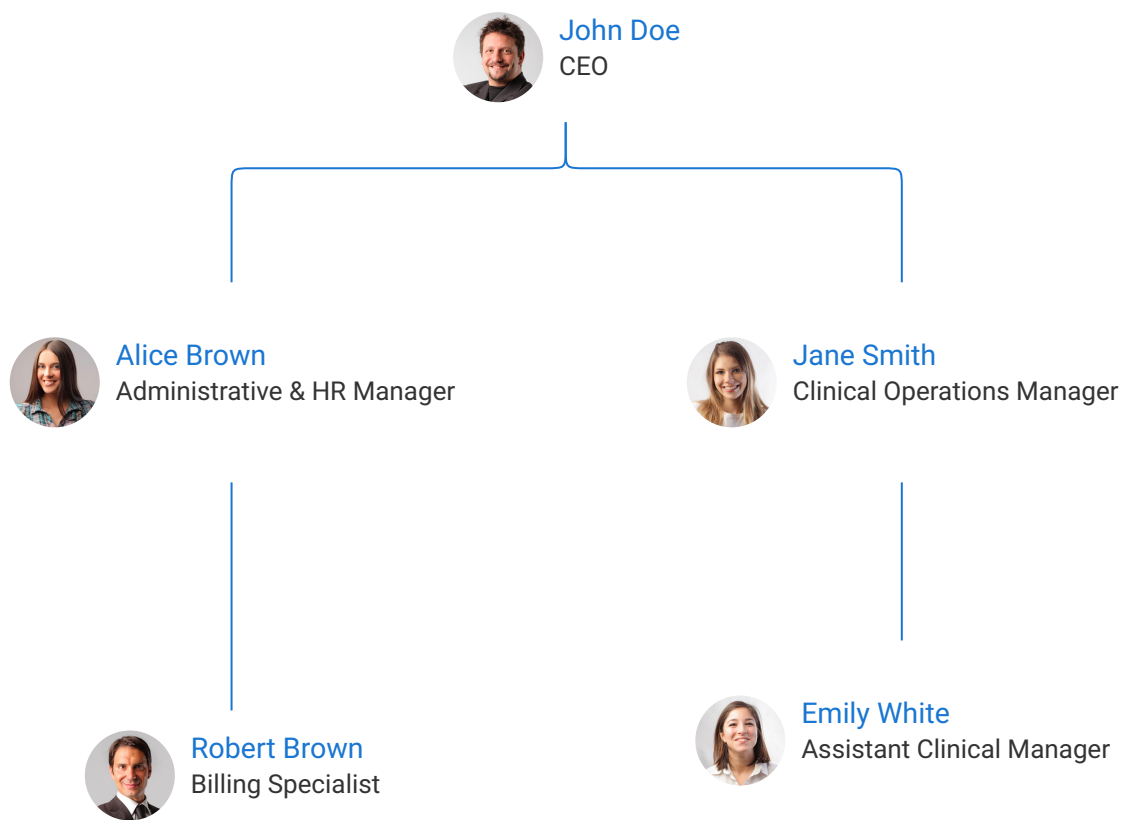 John Doe
CEO
Alice Brown
Administrative & HR Manager
Jane Smith
Clinical Operations Manager
Robert Brown
Billing Specialist
Emily White
Assistant Clinical Manager